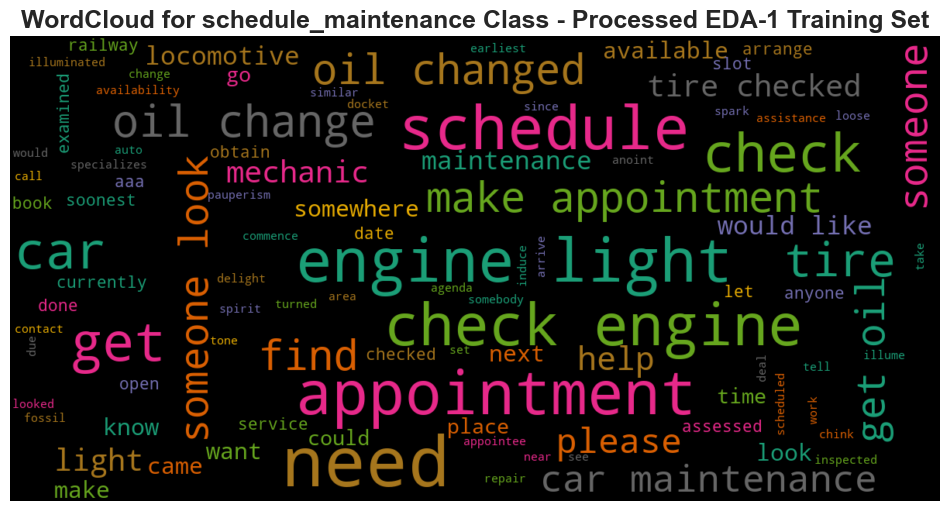 WordCloud for schedule_maintenance Class - Processed EDA-1 Training Set
railway
locomotive
earliest
available
arrange
illuminated
change
go
oil changed
slot
someone
availability
similar
docket
tire checked
examined
oil change
schedule
since
spark
assistance
loose
would
auto
obtain
maintenance
anoint
check
specializes
mechanic
call
aaa
pauperism
make appointment
book
soonest
somewhere
would like
someone look
date
commence
car
engine light
induce
arrive
tire
take
currently
delight
agenda
let
anyone
done
spirit
turned
area
somebody
check engine
get oil
contact
due
get
tone
find
checked
set
next
help
deal
illume
tell
open
appointment
time
scheduled
work
looked
fossil
know
service
could
place
appointee
assessed
chink
light
came
want
need
near
see
please
look
inspected
make
repair
car maintenance